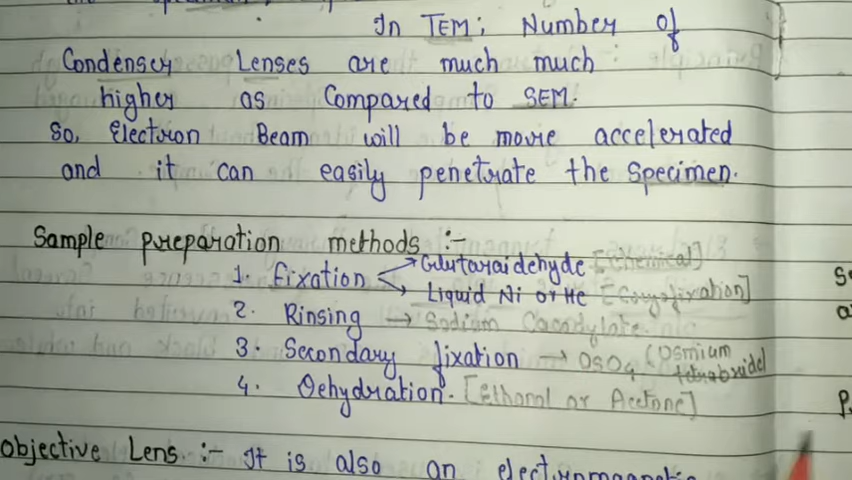 In TEM; Number of
Condenser Lenses are much much
higher as Compared to SEM.
So, Electron Beam will be more accelerated
and it can easily penetrate the Specimen.
Sample preparation methods :-
1. Fixation → Glutaraidehyde [Chemical]
→ Liquid Ni or He [Cryofixation]
2. Rinsing → Sodium Cacodylate.
3. Secondary fixation → OsO4 (Osmium tetraoxide)
4. Dehydration. [Ethanol or Acetone]
Objective Lens :- It is also an electromagnetic